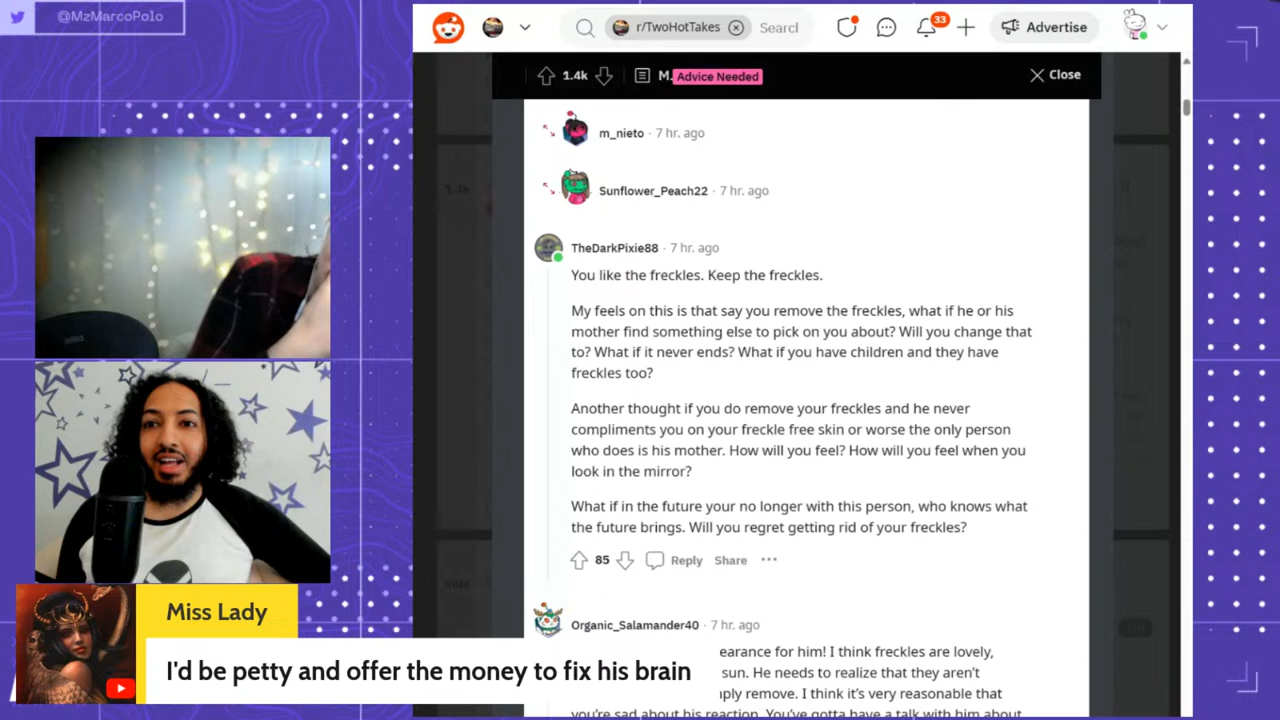 @MzMarcoPolo
r/TwoHotTakes
Searcl
33
Advertise
1.4k
M.
Advice Needed
Close
m_nieto · 7 hr. ago
Sunflower_Peach22 · 7 hr. ago
TheDarkPixie88 · 7 hr. ago
You like the freckles. Keep the freckles.
My feels on this is that say you remove the freckles, what if he or his
mother find something else to pick on you about? Will you change that
to? What if it never ends? What if you have children and they have
freckles too?
Another thought if you do remove your freckles and he never
compliments you on your freckle free skin or worse the only person
who does is his mother. How will you feel? How will you feel when you
look in the mirror?
What if in the future your no longer with this person, who knows what
the future brings. Will you regret getting rid of your freckles?
85 Reply Share ···
Organic_Salamander40 · 7 hr. ago
earance for him! I think freckles are lovely,
sun. He needs to realize that they aren't
ply remove. I think it's very reasonable that
you're sad about his reaction. You've gotta have a talk with him about
Miss Lady
I'd be petty and offer the money to fix his brain